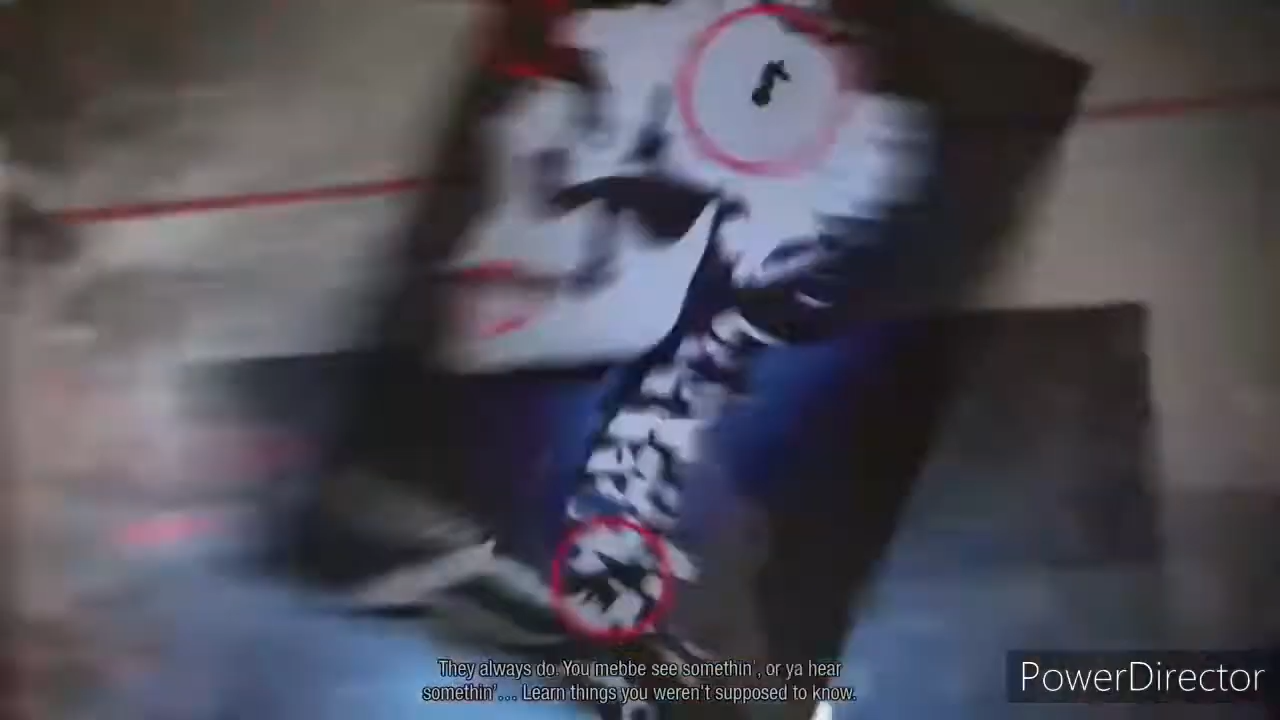 They always do. You mebbe see somethin', or ya hear
somethin'... Learn things you weren't supposed to know.
PowerDirector